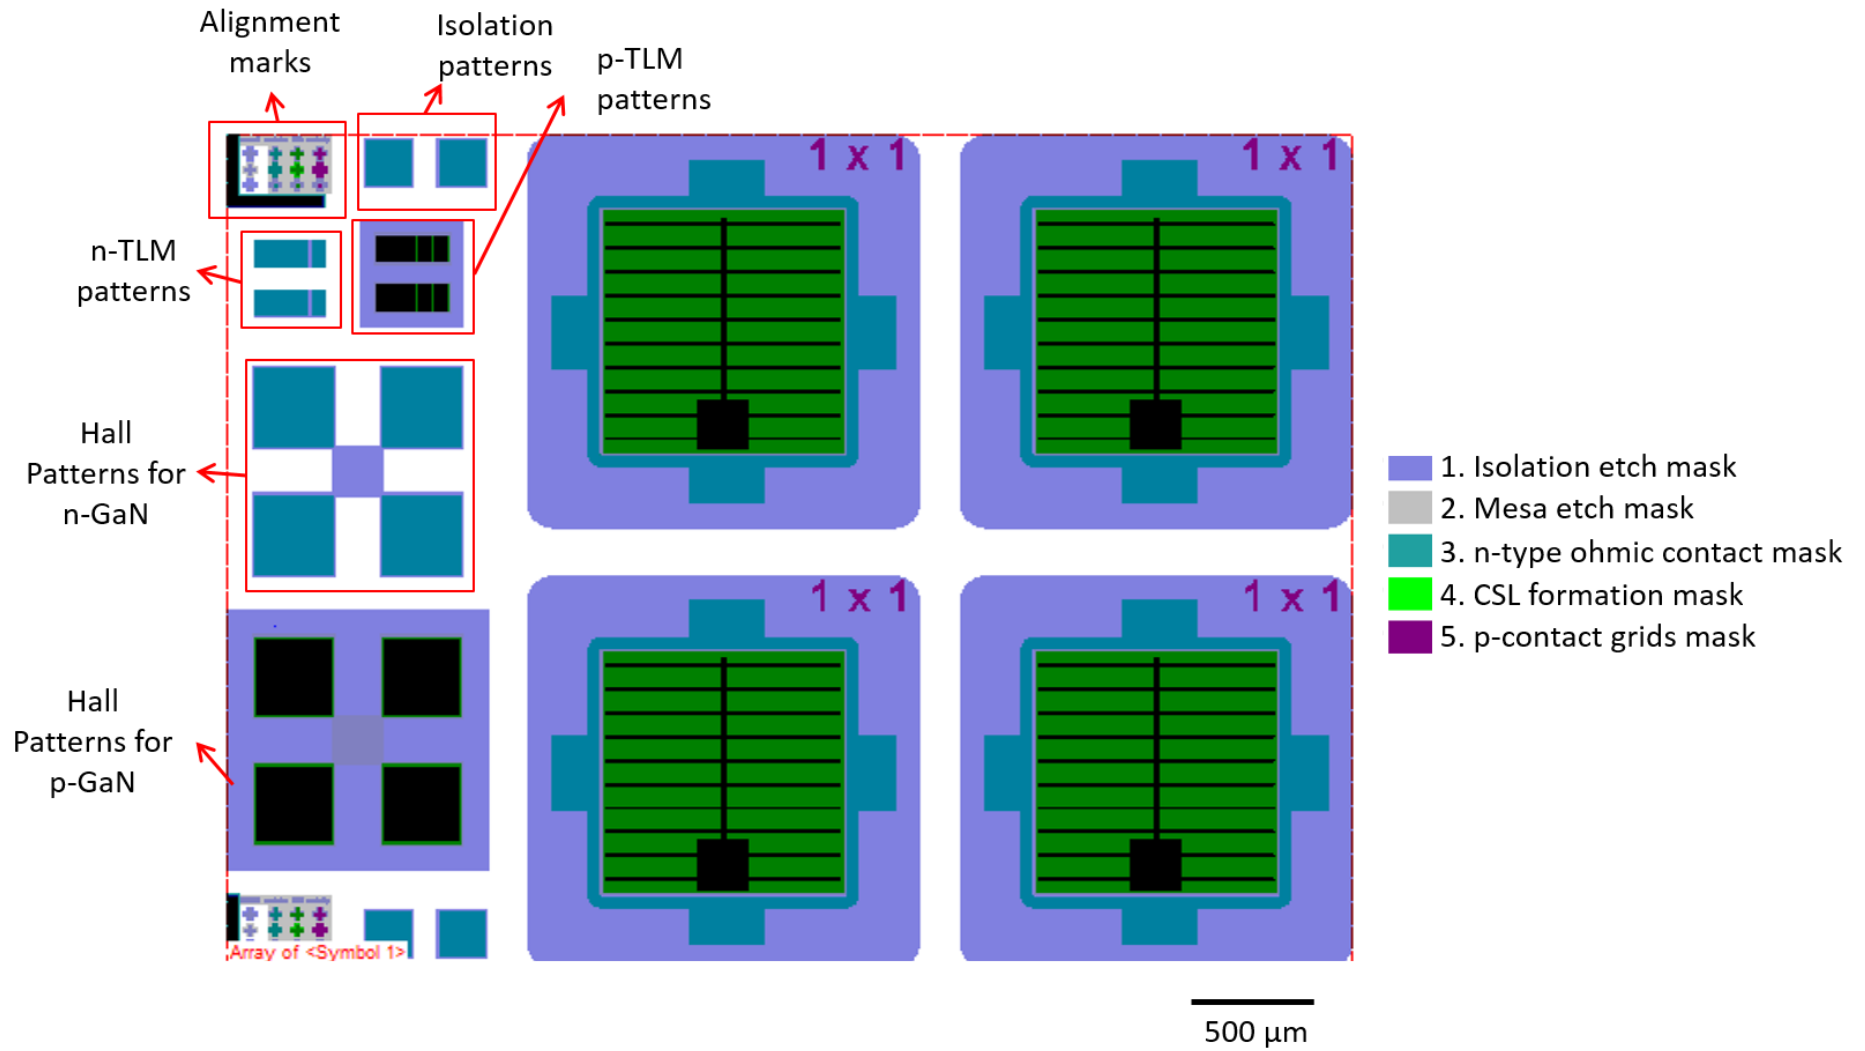 Alignment
marks
Isolation
patterns
p-TLM
patterns
1 x 1
1 x 1
n-TLM
patterns
Hall
Patterns for
n-GaN
1. Isolation etch mask
2. Mesa etch mask
3. n-type ohmic contact mask
4. CSL formation mask
5. p-contact grids mask
1 x 1
1 x 1
Hall
Patterns for
p-GaN
Array of <Symbol 1>
500 μm